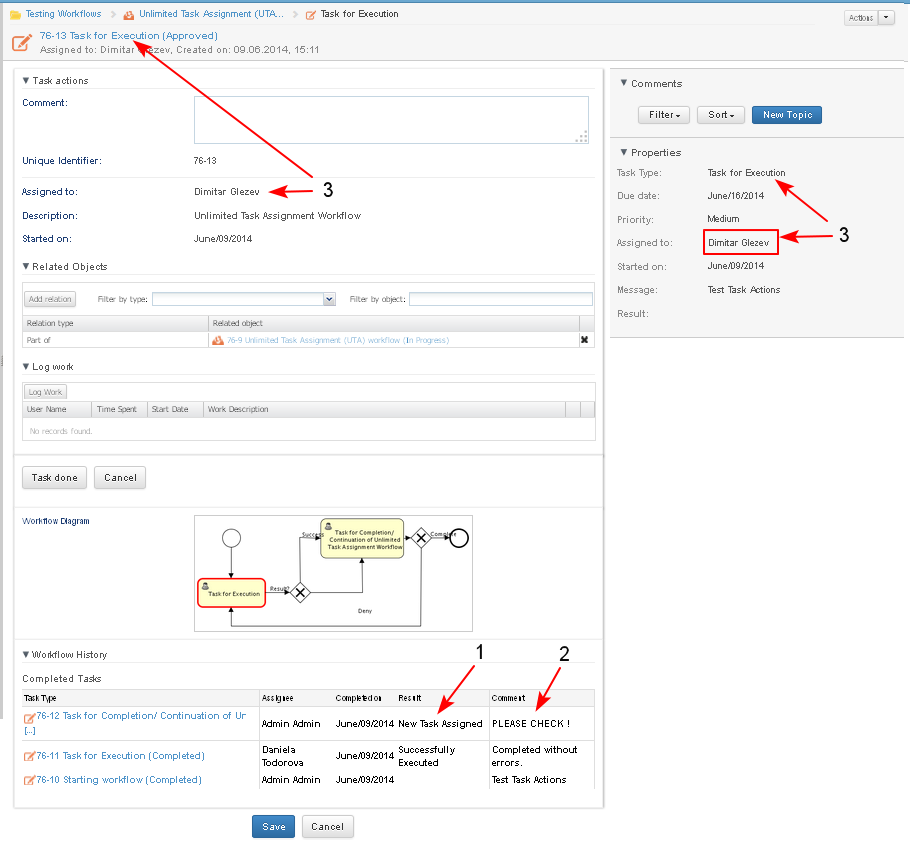 Testing Workflows
Unlimited Task Assignment (UTA...
Task for Execution
Actions
76-13 Task for Execution (Approved)
Assigned to: Dimitar Glezev, Created on: 09.06.2014, 15:11
Task actions
Comment:
Unique Identifier:
76-13
Assigned to:
Dimitar Glezev
3
Description:
Unlimited Task Assignment Workflow
Started on:
June/09/2014
Related Objects
Add relation
Filter by type:
Filter by object:
Relation type
Related object
Part of
76-9 Unlimited Task Assignment (UTA) workflow (In Progress)
Log work
Log Work
User Name
Time Spent
Start Date
Work Description
No records found.
Task done
Cancel
Workflow Diagram
Success
Task for Completion/
Continuation of Unlimited
Task Assignment Workflow
Complete
Task for Execution
Result?
Deny
Workflow History
1
2
Completed Tasks
Task Type
Assignee
Completed on
Result
Comment
76-12 Task for Completion/ Continuation of Un
[...]
Admin Admin
June/09/2014
New Task Assigned
PLEASE CHECK !
76-11 Task for Execution (Completed)
Daniela
Todorova
June/09/2014
Successfully
Executed
Completed without
errors.
76-10 Starting workflow (Completed)
Admin Admin
June/09/2014
Test Task Actions
Save
Cancel
Comments
Filter
Sort
New Topic
Properties
Task Type:
Task for Execution
Due date:
June/16/2014
Priority:
Medium
3
Assigned to:
Dimitar Glezev
Started on:
June/09/2014
Message:
Test Task Actions
Result: